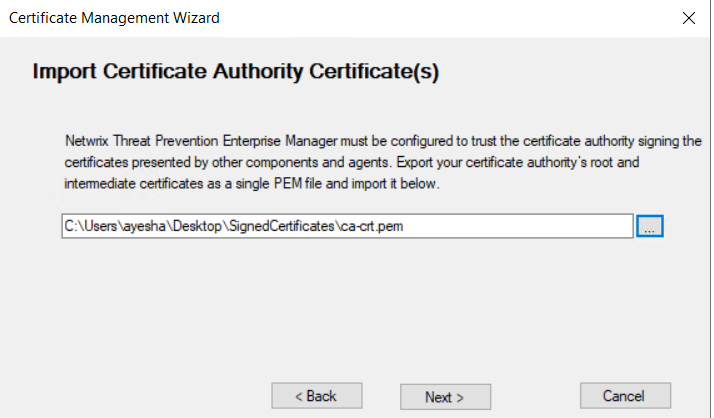 Certificate Management Wizard
Import Certificate Authority Certificate(s)
Netwrix Threat Prevention Enterprise Manager must be configured to trust the certificate authority signing the
certificates presented by other components and agents. Export your certificate authority's root and
intermediate certificates as a single PEM file and import it below.
C:\Users\ayesha\Desktop\SignedCertificates\ca-crt.pem
...
< Back
Next >
Cancel